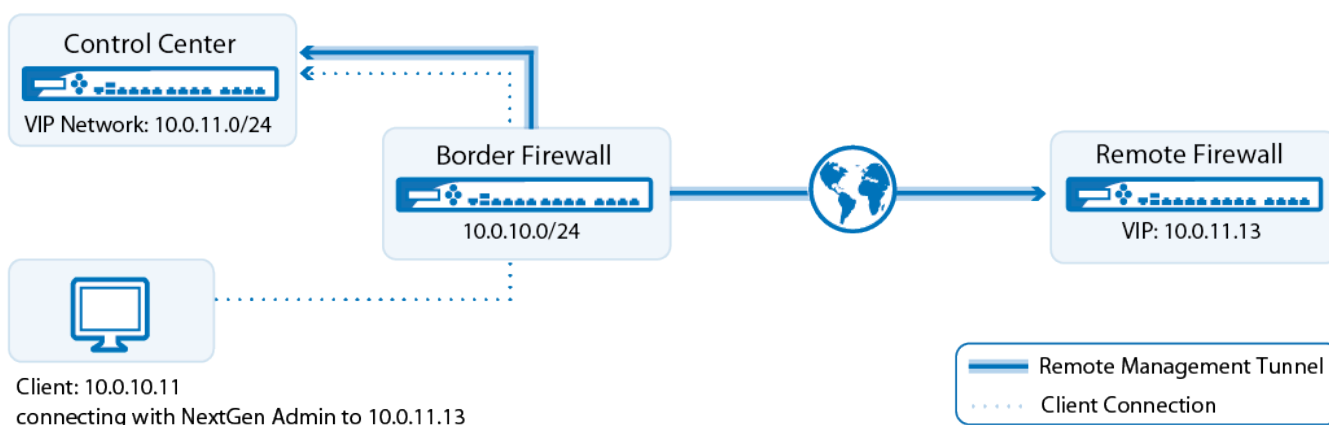 Control Center
VIP Network: 10.0.11.0/24
Border Firewall
10.0.10.0/24
Remote Firewall
VIP: 10.0.11.13
Client: 10.0.10.11
connecting with NextGen Admin to 10.0.11.13
Remote Management Tunnel
Client Connection